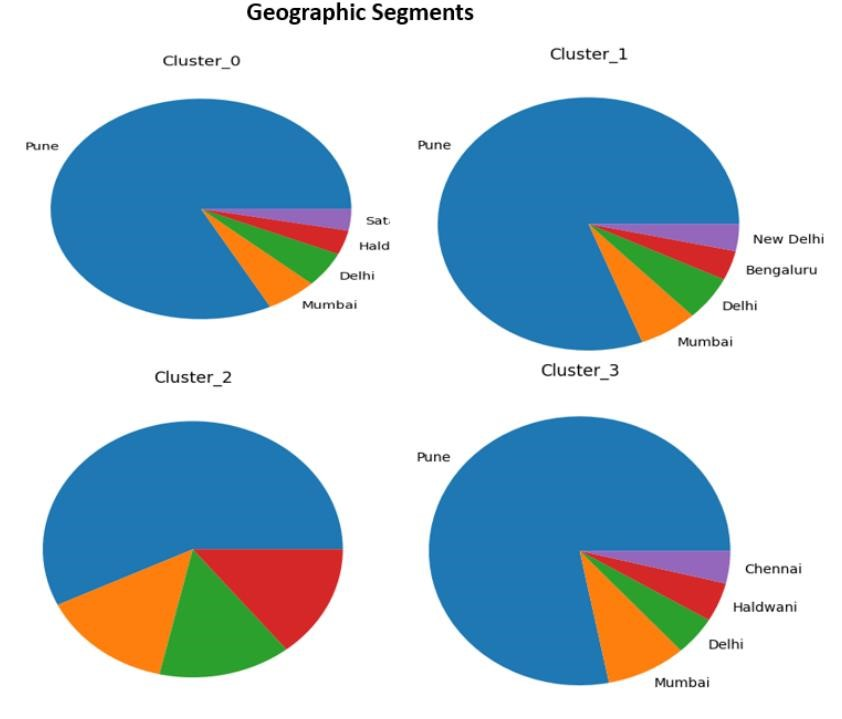 Geographic Segments
Cluster_0
Pune
Sat
Hald
Delhi
Mumbai
Cluster_1
Pune
New Delhi
Bengaluru
Delhi
Mumbai
Cluster_2
Cluster_3
Pune
Chennai
Haldwani
Delhi
Mumbai